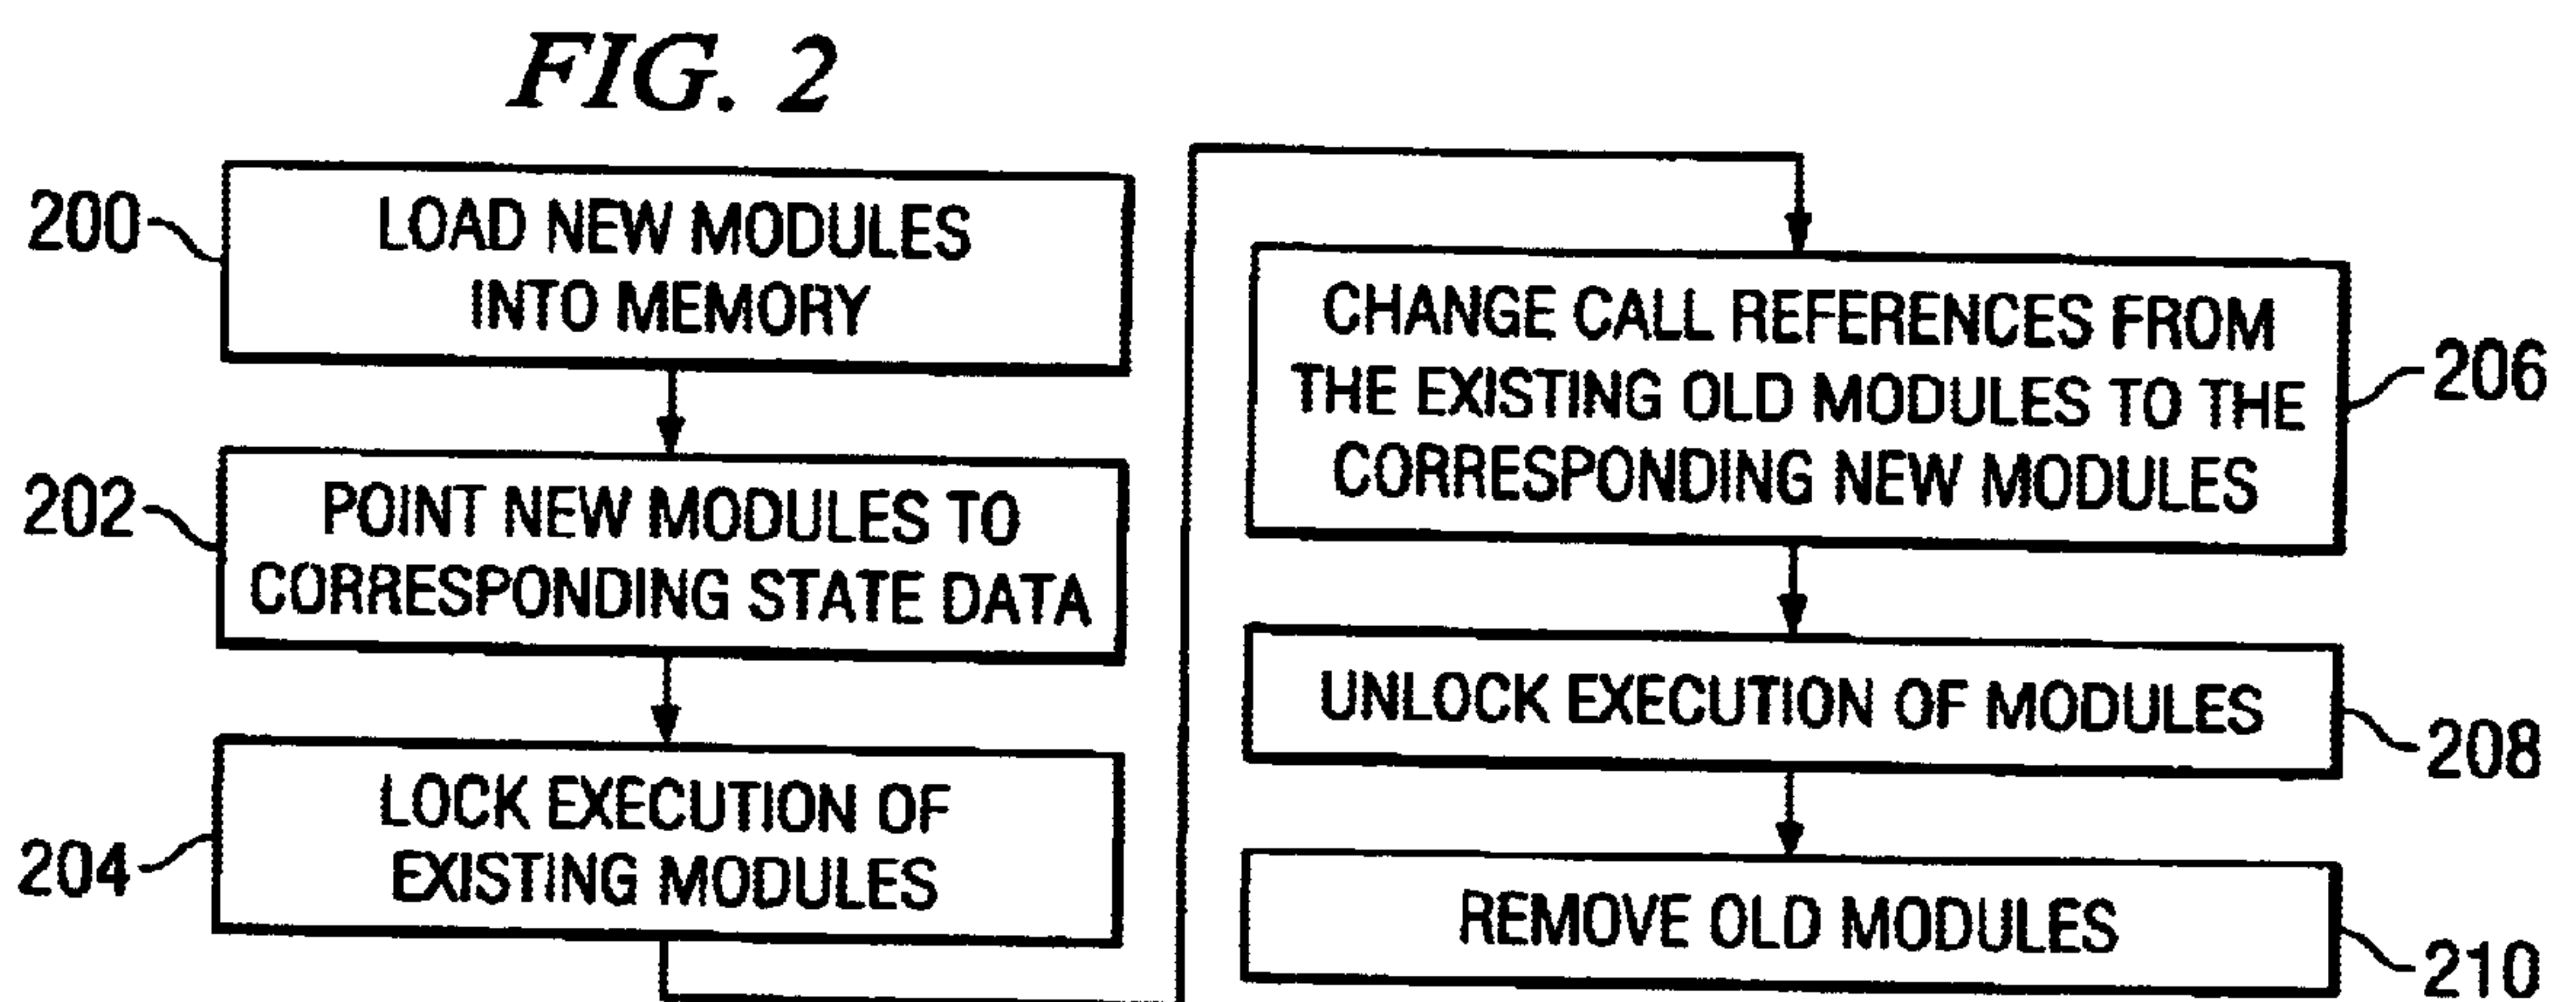 FIG. 2
200
LOAD NEW MODULES
INTO MEMORY
202
POINT NEW MODULES TO
CORRESPONDING STATE DATA
204
LOCK EXECUTION OF
EXISTING MODULES
CHANGE CALL REFERENCES FROM
THE EXISTING OLD MODULES TO THE
CORRESPONDING NEW MODULES
206
UNLOCK EXECUTION OF MODULES
208
REMOVE OLD MODULES
210